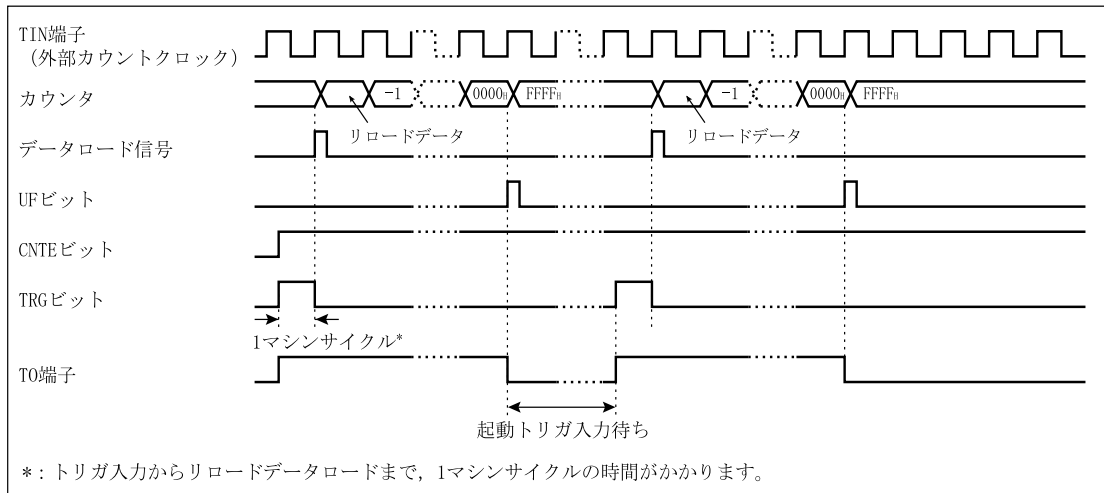 TIN端子
(外部カウントクロック)
カウンタ
-1
0000H
FFFFH
-1
0000H
FFFFH
リロードデータ
リロードデータ
データロード信号
UFビット
CNTEビット
TRGビット
1マシンサイクル*
TO端子
起動トリガ入力待ち
*：トリガ入力からリロードデータロードまで，1マシンサイクルの時間がかかります。